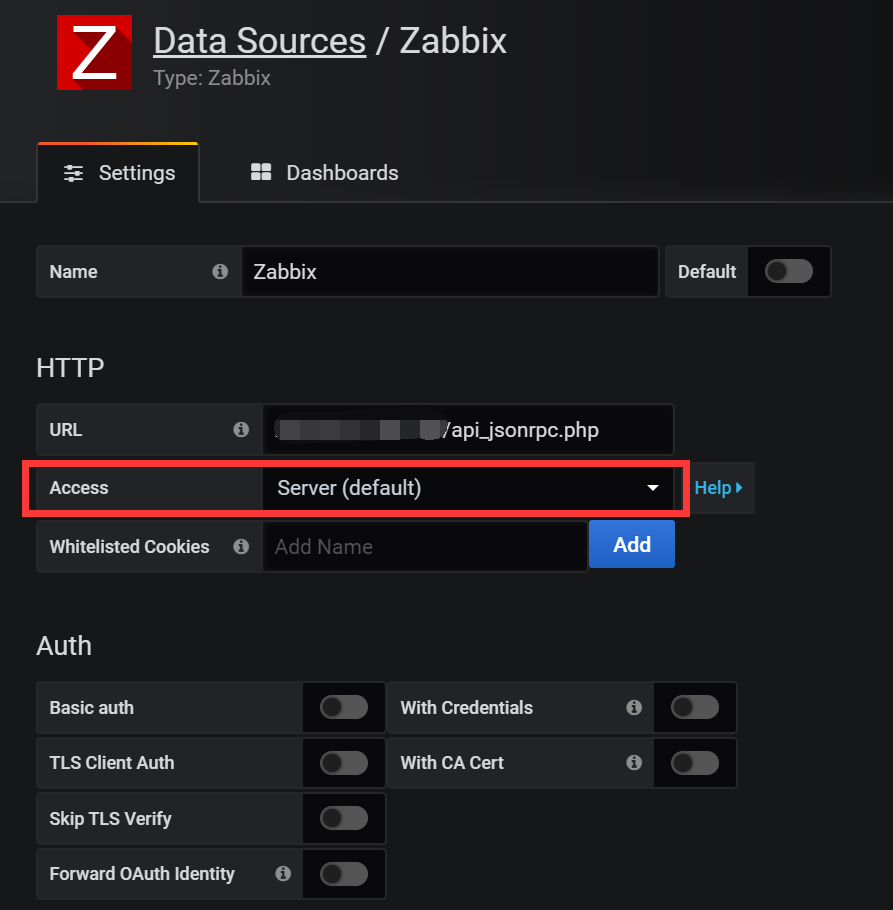 Z
Data Sources / Zabbix
Type: Zabbix
Settings
Dashboards
Name
Zabbix
Default
HTTP
URL
/api_jsonrpc.php
Access
Server (default)
Help
Whitelisted Cookies
Add Name
Add
Auth
Basic auth
With Credentials
TLS Client Auth
With CA Cert
Skip TLS Verify
Forward OAuth Identity